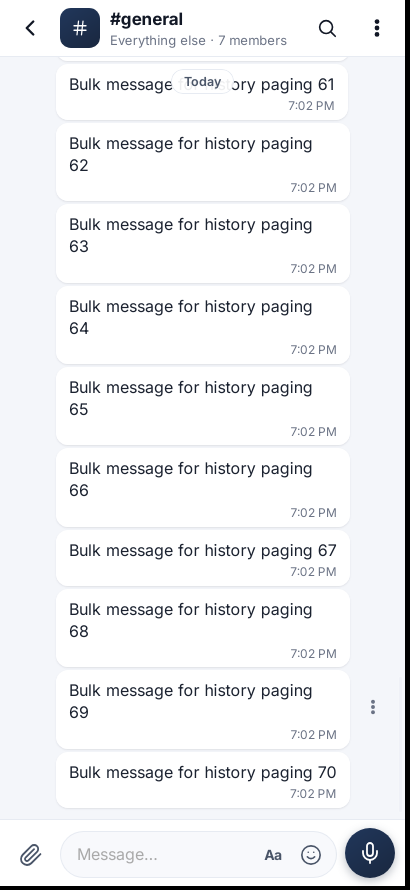 #general
Everything else · 7 members
Today
Bulk message ory paging 61
7:02 PM
Bulk message for history paging
62
7:02 PM
Bulk message for history paging
63
7:02 PM
Bulk message for history paging
64
7:02 PM
Bulk message for history paging
65
7:02 PM
Bulk message for history paging
66
7:02 PM
Bulk message for history paging 67
7:02 PM
Bulk message for history paging
68
7:02 PM
Bulk message for history paging
69
7:02 PM
Bulk message for history paging 70
7:02 PM
Message...
Aa